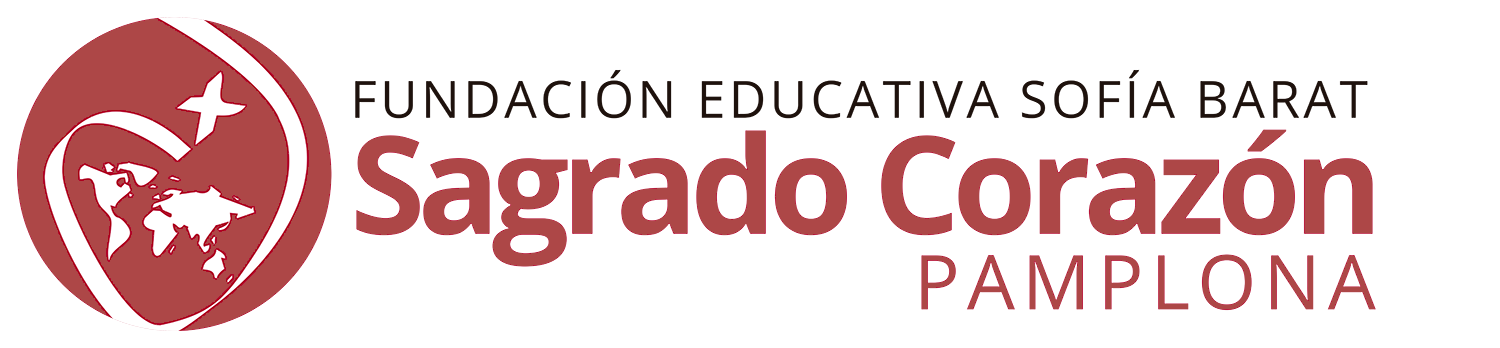 FUNDACIÓN EDUCATIVA SOFÍA BARAT
Sagrado Corazón
PAMPLONA